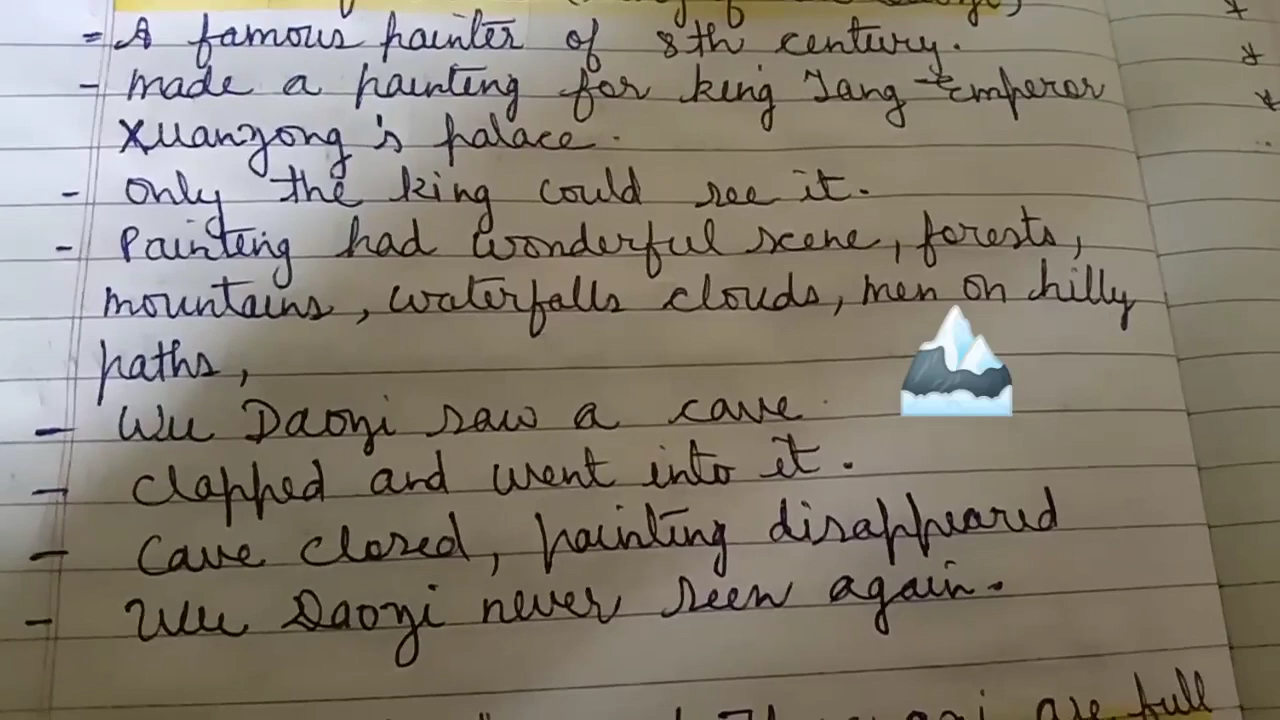 = A famous painter of 8th century.
- made a painting for king Tang Emperor
Xuanzong's palace.
- only the king could see it.
- Painting had wonderful scene, forests,
mountains, waterfalls clouds, men on hilly
paths,
- Wu Daozi saw a cave
- clapped and went into it.
- Cave closed, painting disappeared
- Wu Daozi never seen again.
are full